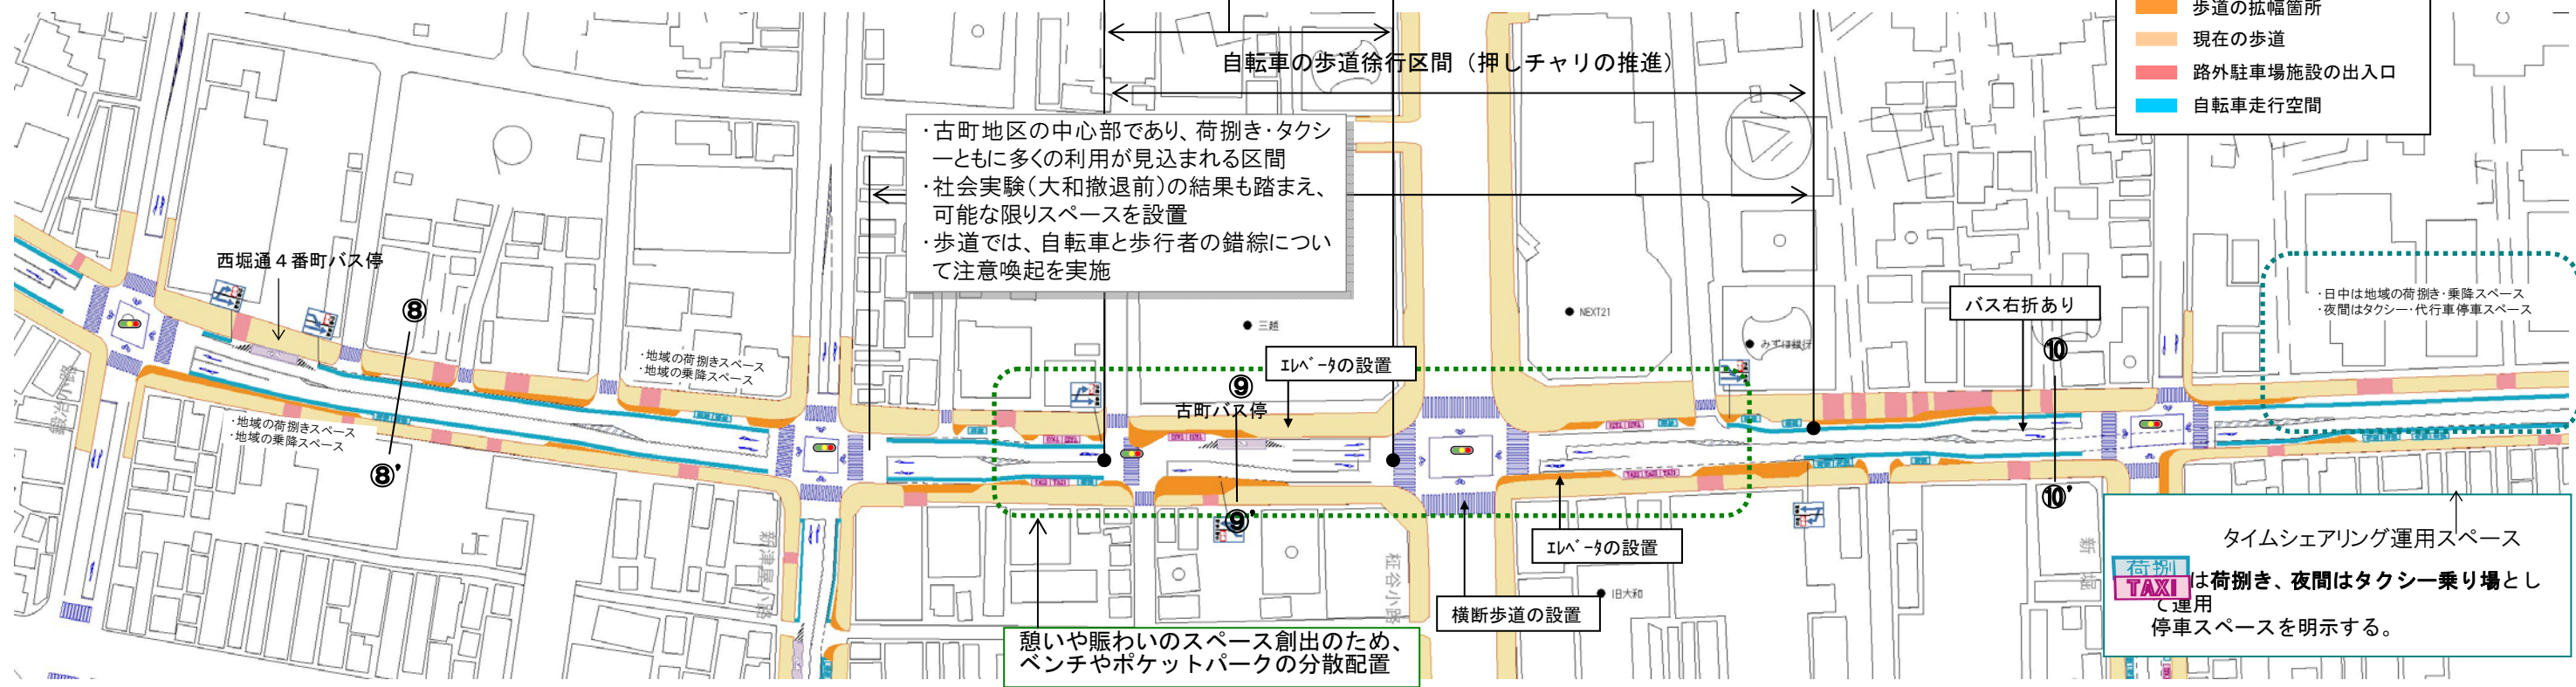 歩道の拡幅箇所
現在の歩道
路外駐車場施設の出入口
自転車走行空間
自転車の歩道徐行区間（押しチャリの推進）
・古町地区の中心部であり、荷捌き・タクシ
ーともに多くの利用が見込まれる区間
・社会実験（大和撤退前）の結果も踏まえ、
可能な限りスペースを設置
・歩道では、自転車と歩行者の錯綜につい
て注意喚起を実施
西堀通４番町バス停
⑧
・地域の荷捌きスペース
・地域の乗降スペース
・地域の荷捌きスペース
・地域の乗降スペース
⑧'
三越
NEXT21
みずほ銀行
エレベータの設置
⑨
古町バス停
⑨'
バス右折あり
⑩
⑩'
・日中は地域の荷捌き・乗降スペース
・夜間はタクシー・代行車停車スペース
TAXI TAXI
TAXI TAXI
TAXI TAXI TAXI
エレベータの設置
横断歩道の設置
旧大和
新津屋小路
柾谷小路
新堀
憩いや賑わいのスペース創出のため、
ベンチやポケットパークの分散配置
タイムシェアリング運用スペース
荷捌
TAXI
は荷捌き、夜間はタクシー乗り場とし
て運用
停車スペースを明示する。